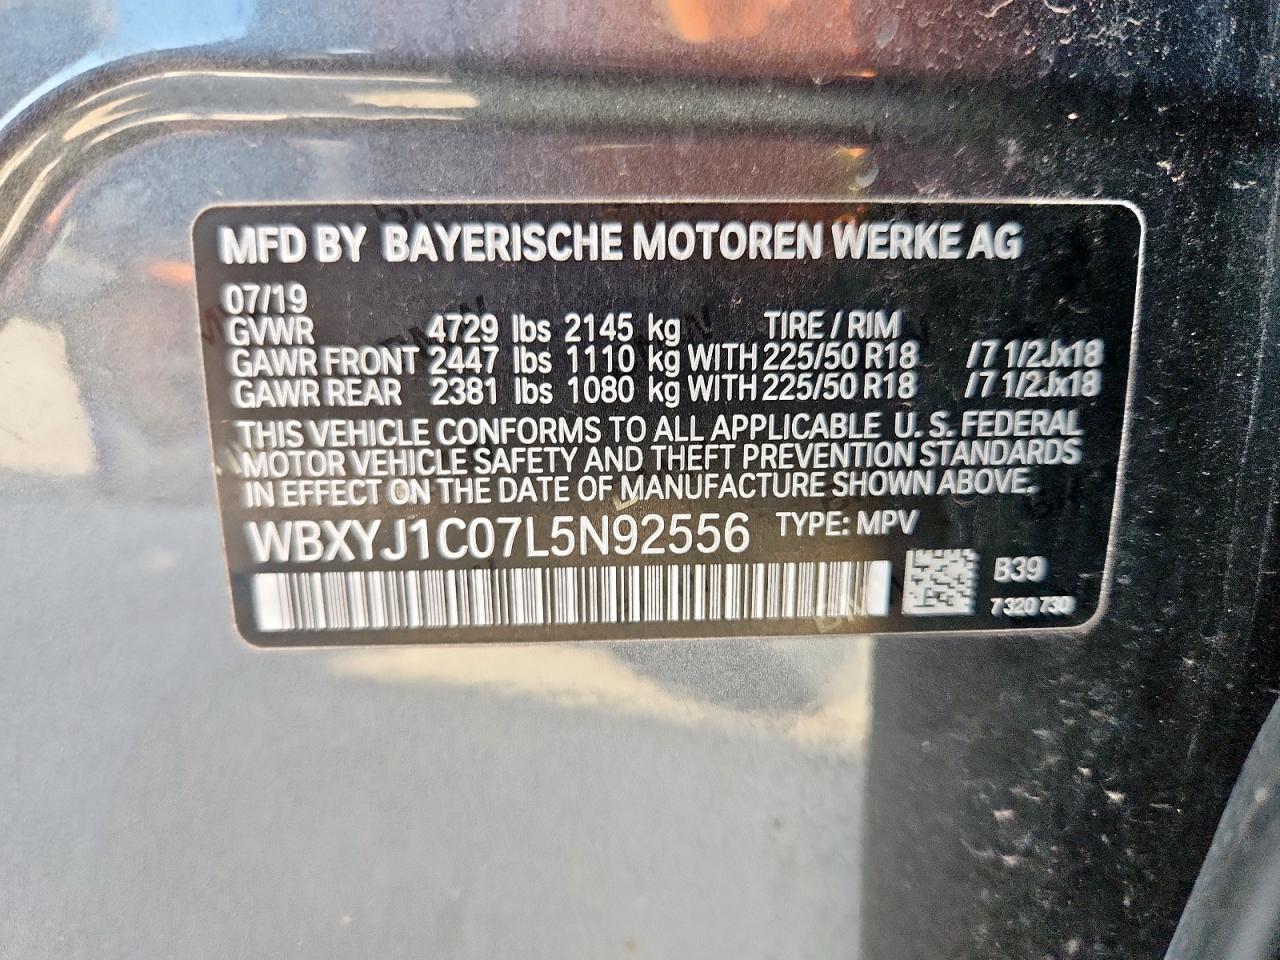 MFD BY BAYERISCHE MOTOREN WERKE AG
07/19
GVWR 4729 lbs 2145 kg TIRE / RIM
GAWR FRONT 2447 lbs 1110 kg WITH 225/50 R18 /7 1/2Jx18
GAWR REAR 2381 lbs 1080 kg WITH 225/50 R18 /7 1/2Jx18
THIS VEHICLE CONFORMS TO ALL APPLICABLE U. S. FEDERAL
MOTOR VEHICLE SAFETY AND THEFT PREVENTION STANDARDS
IN EFFECT ON THE DATE OF MANUFACTURE SHOWN ABOVE.
WBXYJ1C07L5N92556 TYPE: MPV
B39
7 320 730